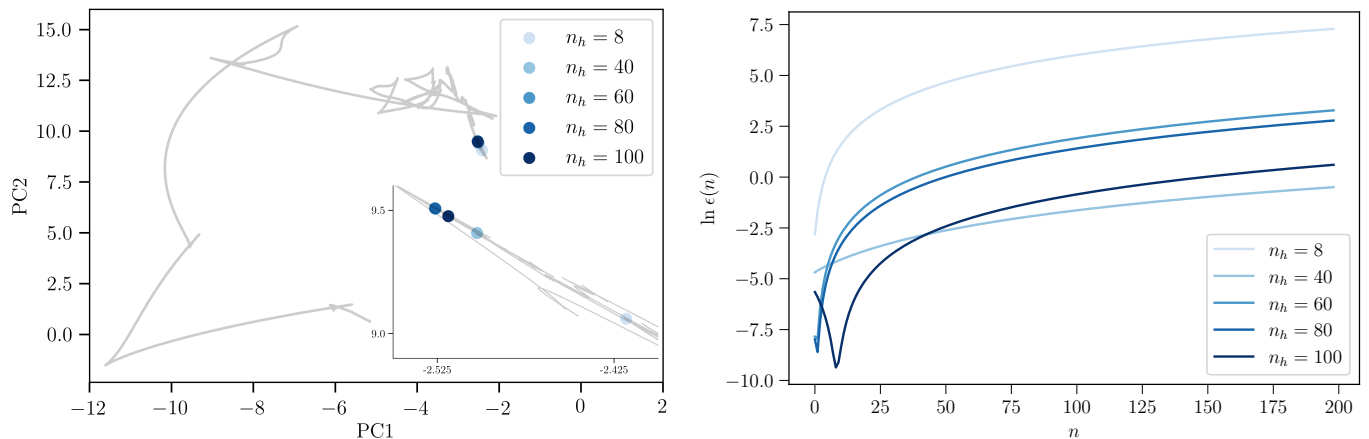 15.0
12.5
10.0
7.5
5.0
2.5
0.0
PC2
−12 −10 −8 −6 −4 −2 0 2
PC1
n_h = 8
n_h = 40
n_h = 60
n_h = 80
n_h = 100
9.5
9.0
-2.525 -2.425
7.5
5.0
2.5
0.0
−2.5
−5.0
−7.5
−10.0
ln ϵ(n)
0 25 50 75 100 125 150 175 200
n
n_h = 8
n_h = 40
n_h = 60
n_h = 80
n_h = 100